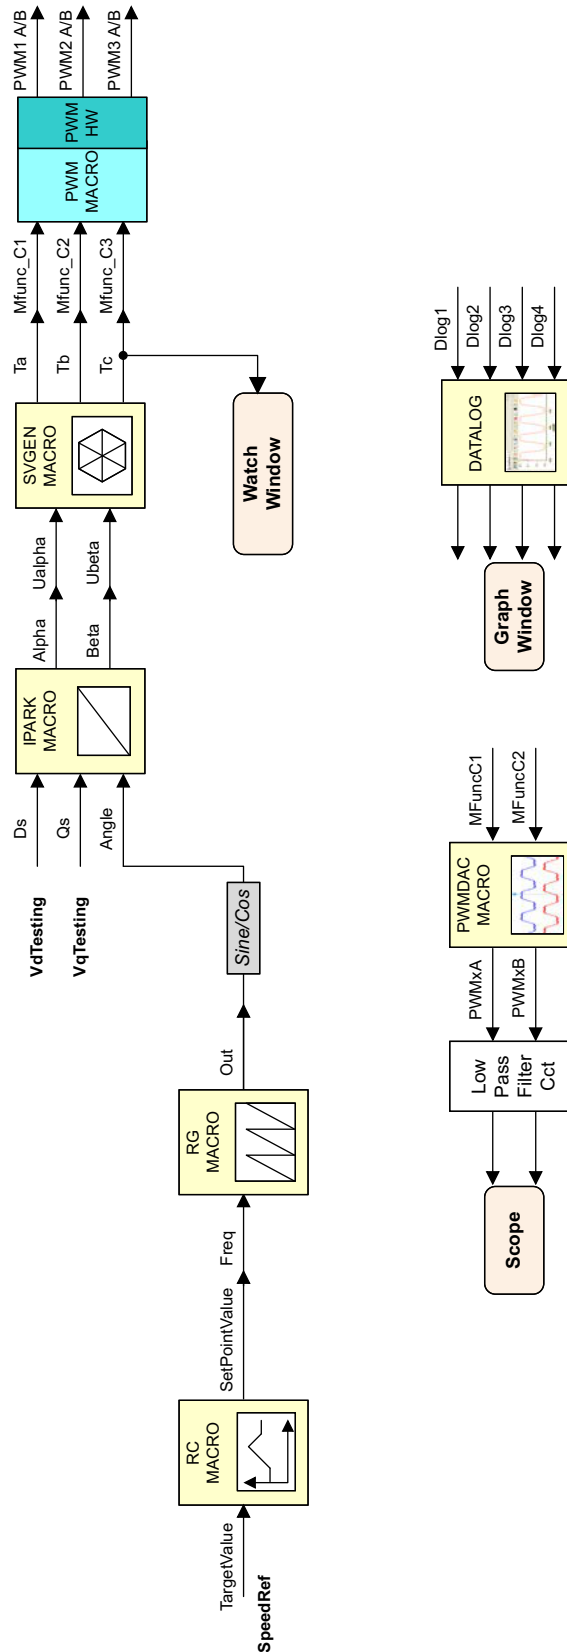 VdTesting
VqTesting
Ds
Qs
Angle
IPARK
MACRO
Alpha
Beta
Ualpha
Ubeta
SVGEN
MACRO
Ta
Tb
Tc
Mfunc_C1
Mfunc_C2
Mfunc_C3
PWM
MACRO
PWM
HW
PWM1 A/B
PWM2 A/B
PWM3 A/B
SpeedRef
TargetValue
RC
MACRO
SetPointValue
Freq
RG
MACRO
Out
Sine/Cos
Watch
Window
Scope
Low
Pass
Filter
Cct
PWMxA
PWMxB
PWMDAC
MACRO
MFuncC1
MFuncC2
Graph
Window
DATALOG
Dlog1
Dlog2
Dlog3
Dlog4